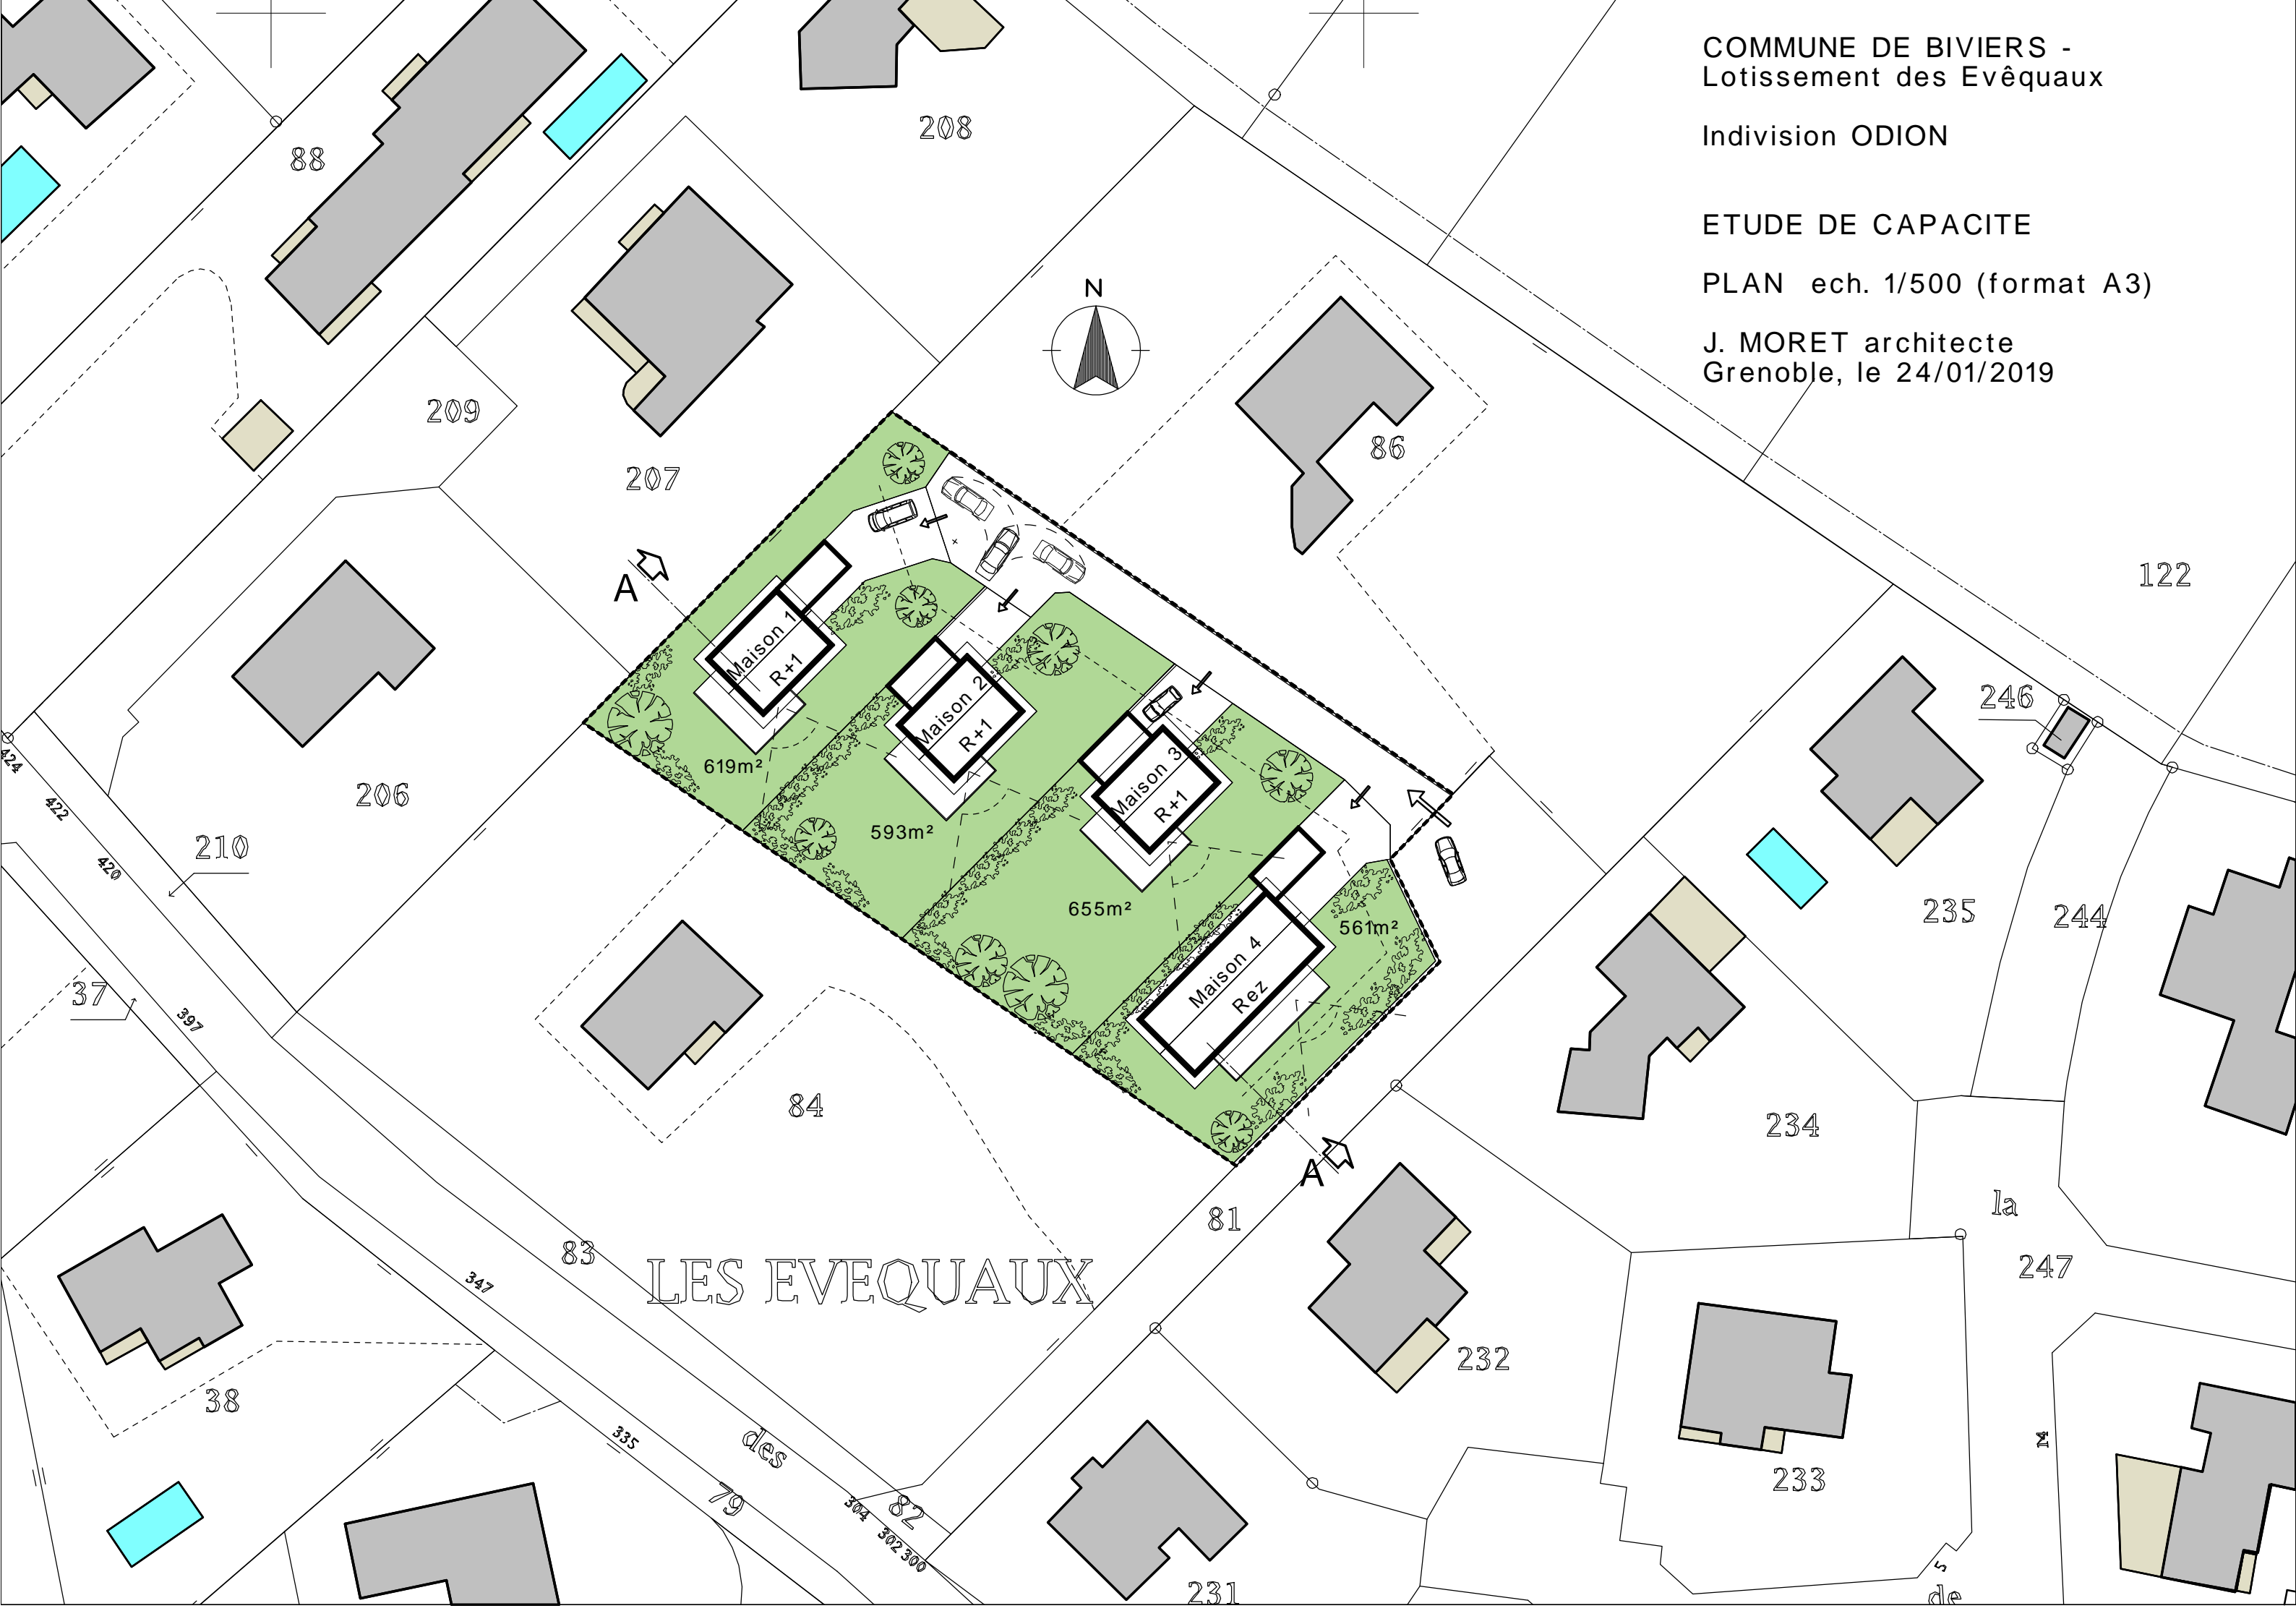 COMMUNE DE BIVIERS -
Lotissement des Evêquaux
Indivision ODION
ETUDE DE CAPACITE
PLAN ech. 1/500 (format A3)
J. MORET architecte
Grenoble, le 24/01/2019
208
88
N
209
86
207
122
A
Maison 1
R+1
246
Maison 2
R+1
619m²
Maison 3
R+1
424
422
206
593m²
210
420
655m²
235
244
561m²
Maison 4
Rez
37
397
84
234
A
81
la
83
247
LES EVEQUAUX
347
232
38
335
des
14
233
79
304
82
302 300
5
231
de